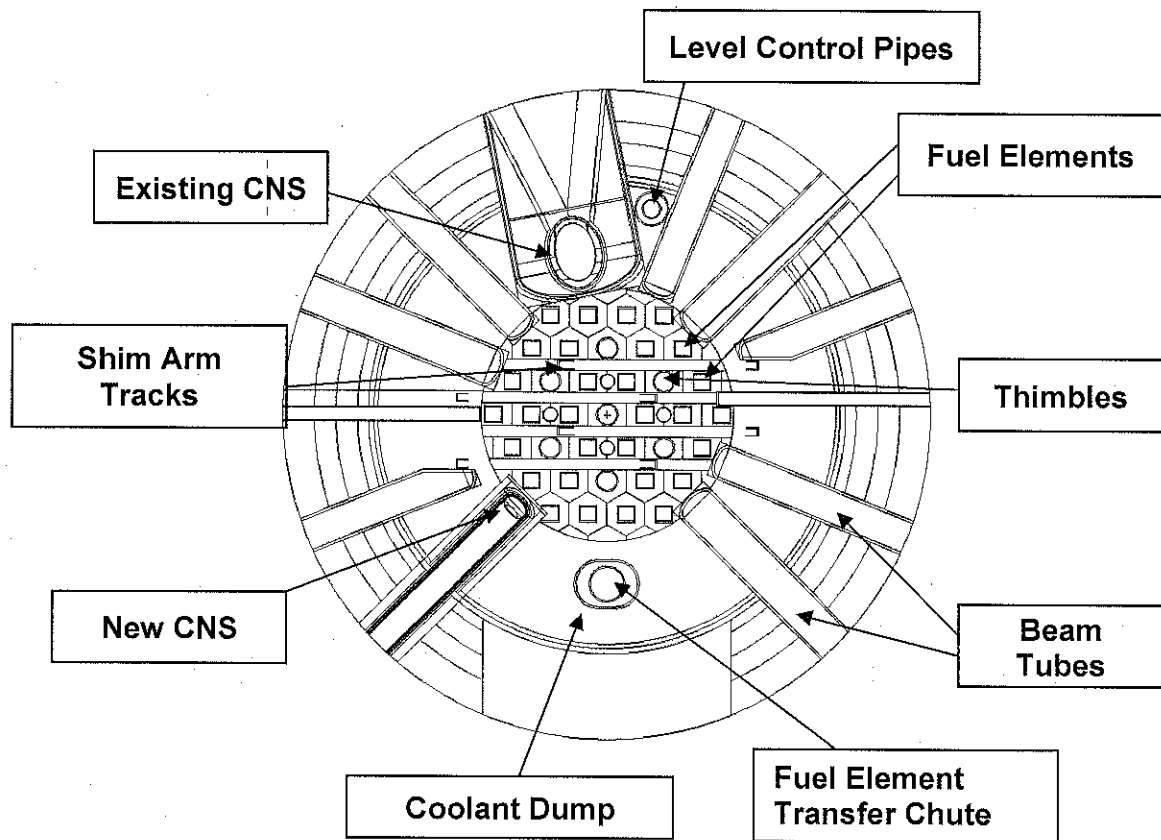 Level Control Pipes
Fuel Elements
Existing CNS
Shim Arm
Tracks
Thimbles
New CNS
Beam
Tubes
Coolant Dump
Fuel Element
Transfer Chute